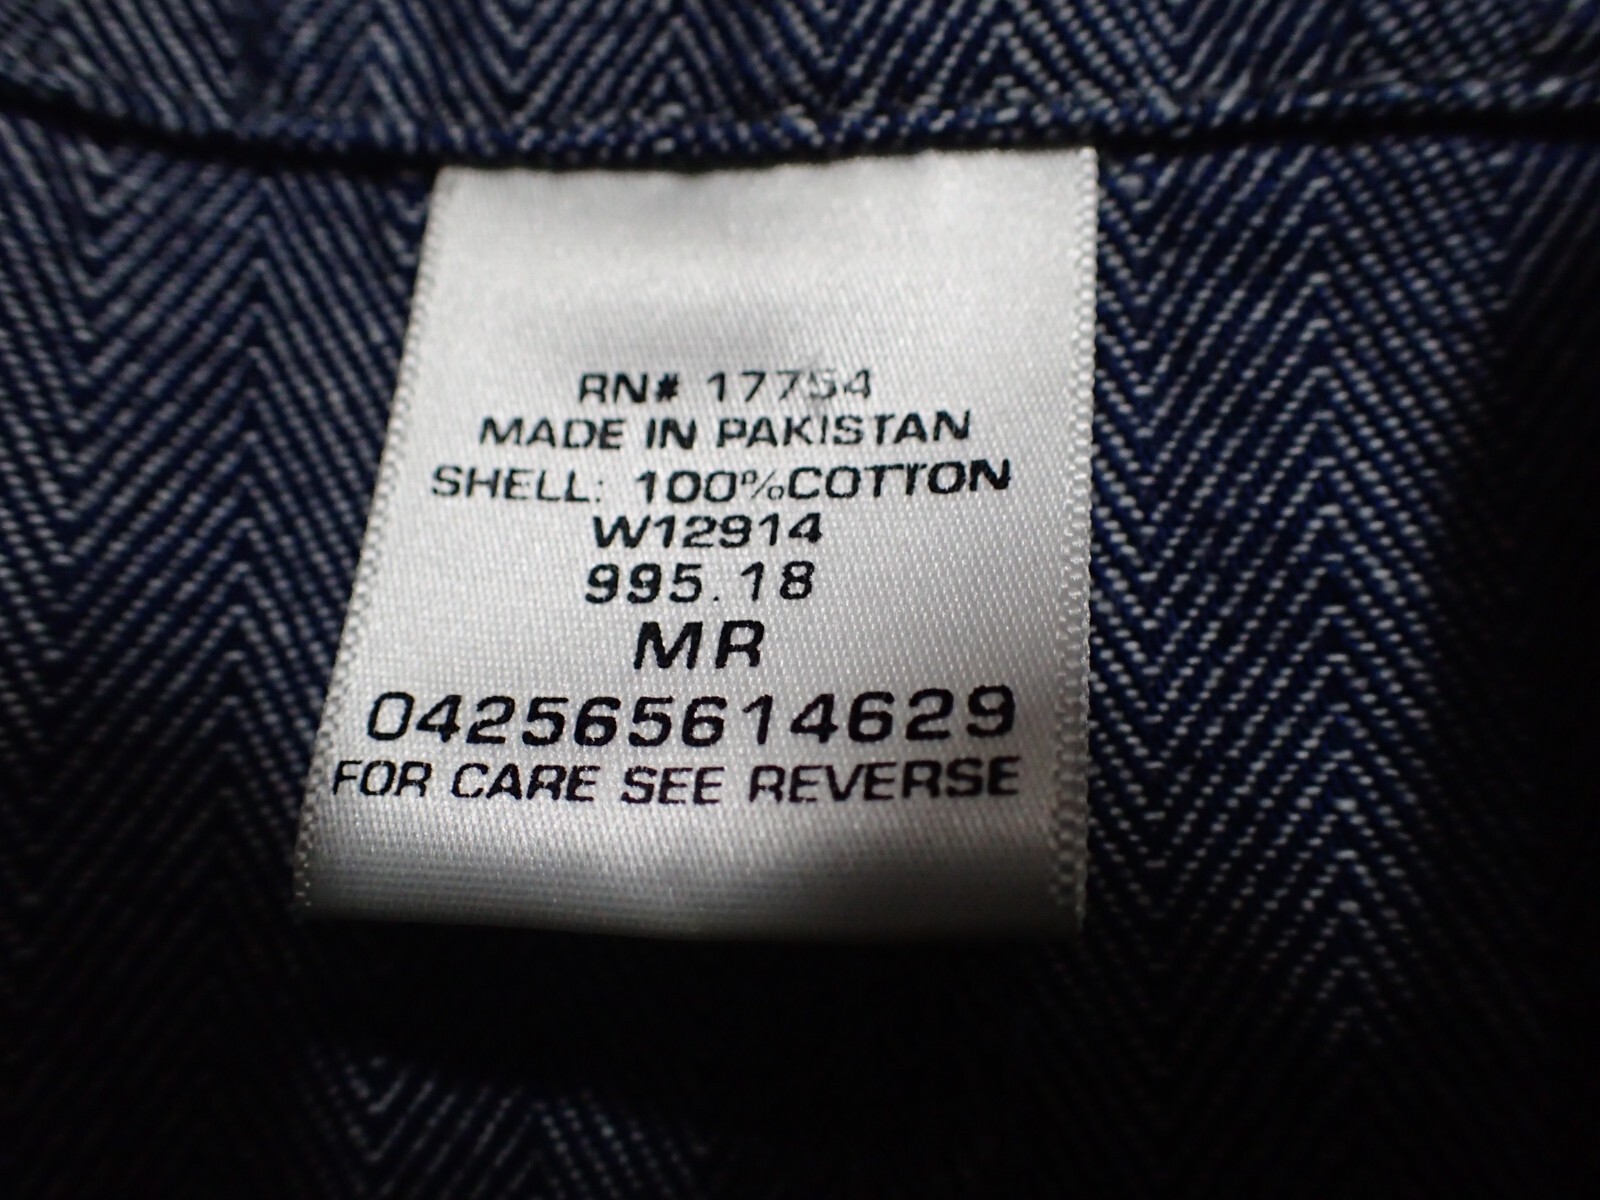 RN# 17754
MADE IN PAKISTAN
SHELL: 100%COTTON
W12914
995.18
MR
042565614629
FOR CARE SEE REVERSE